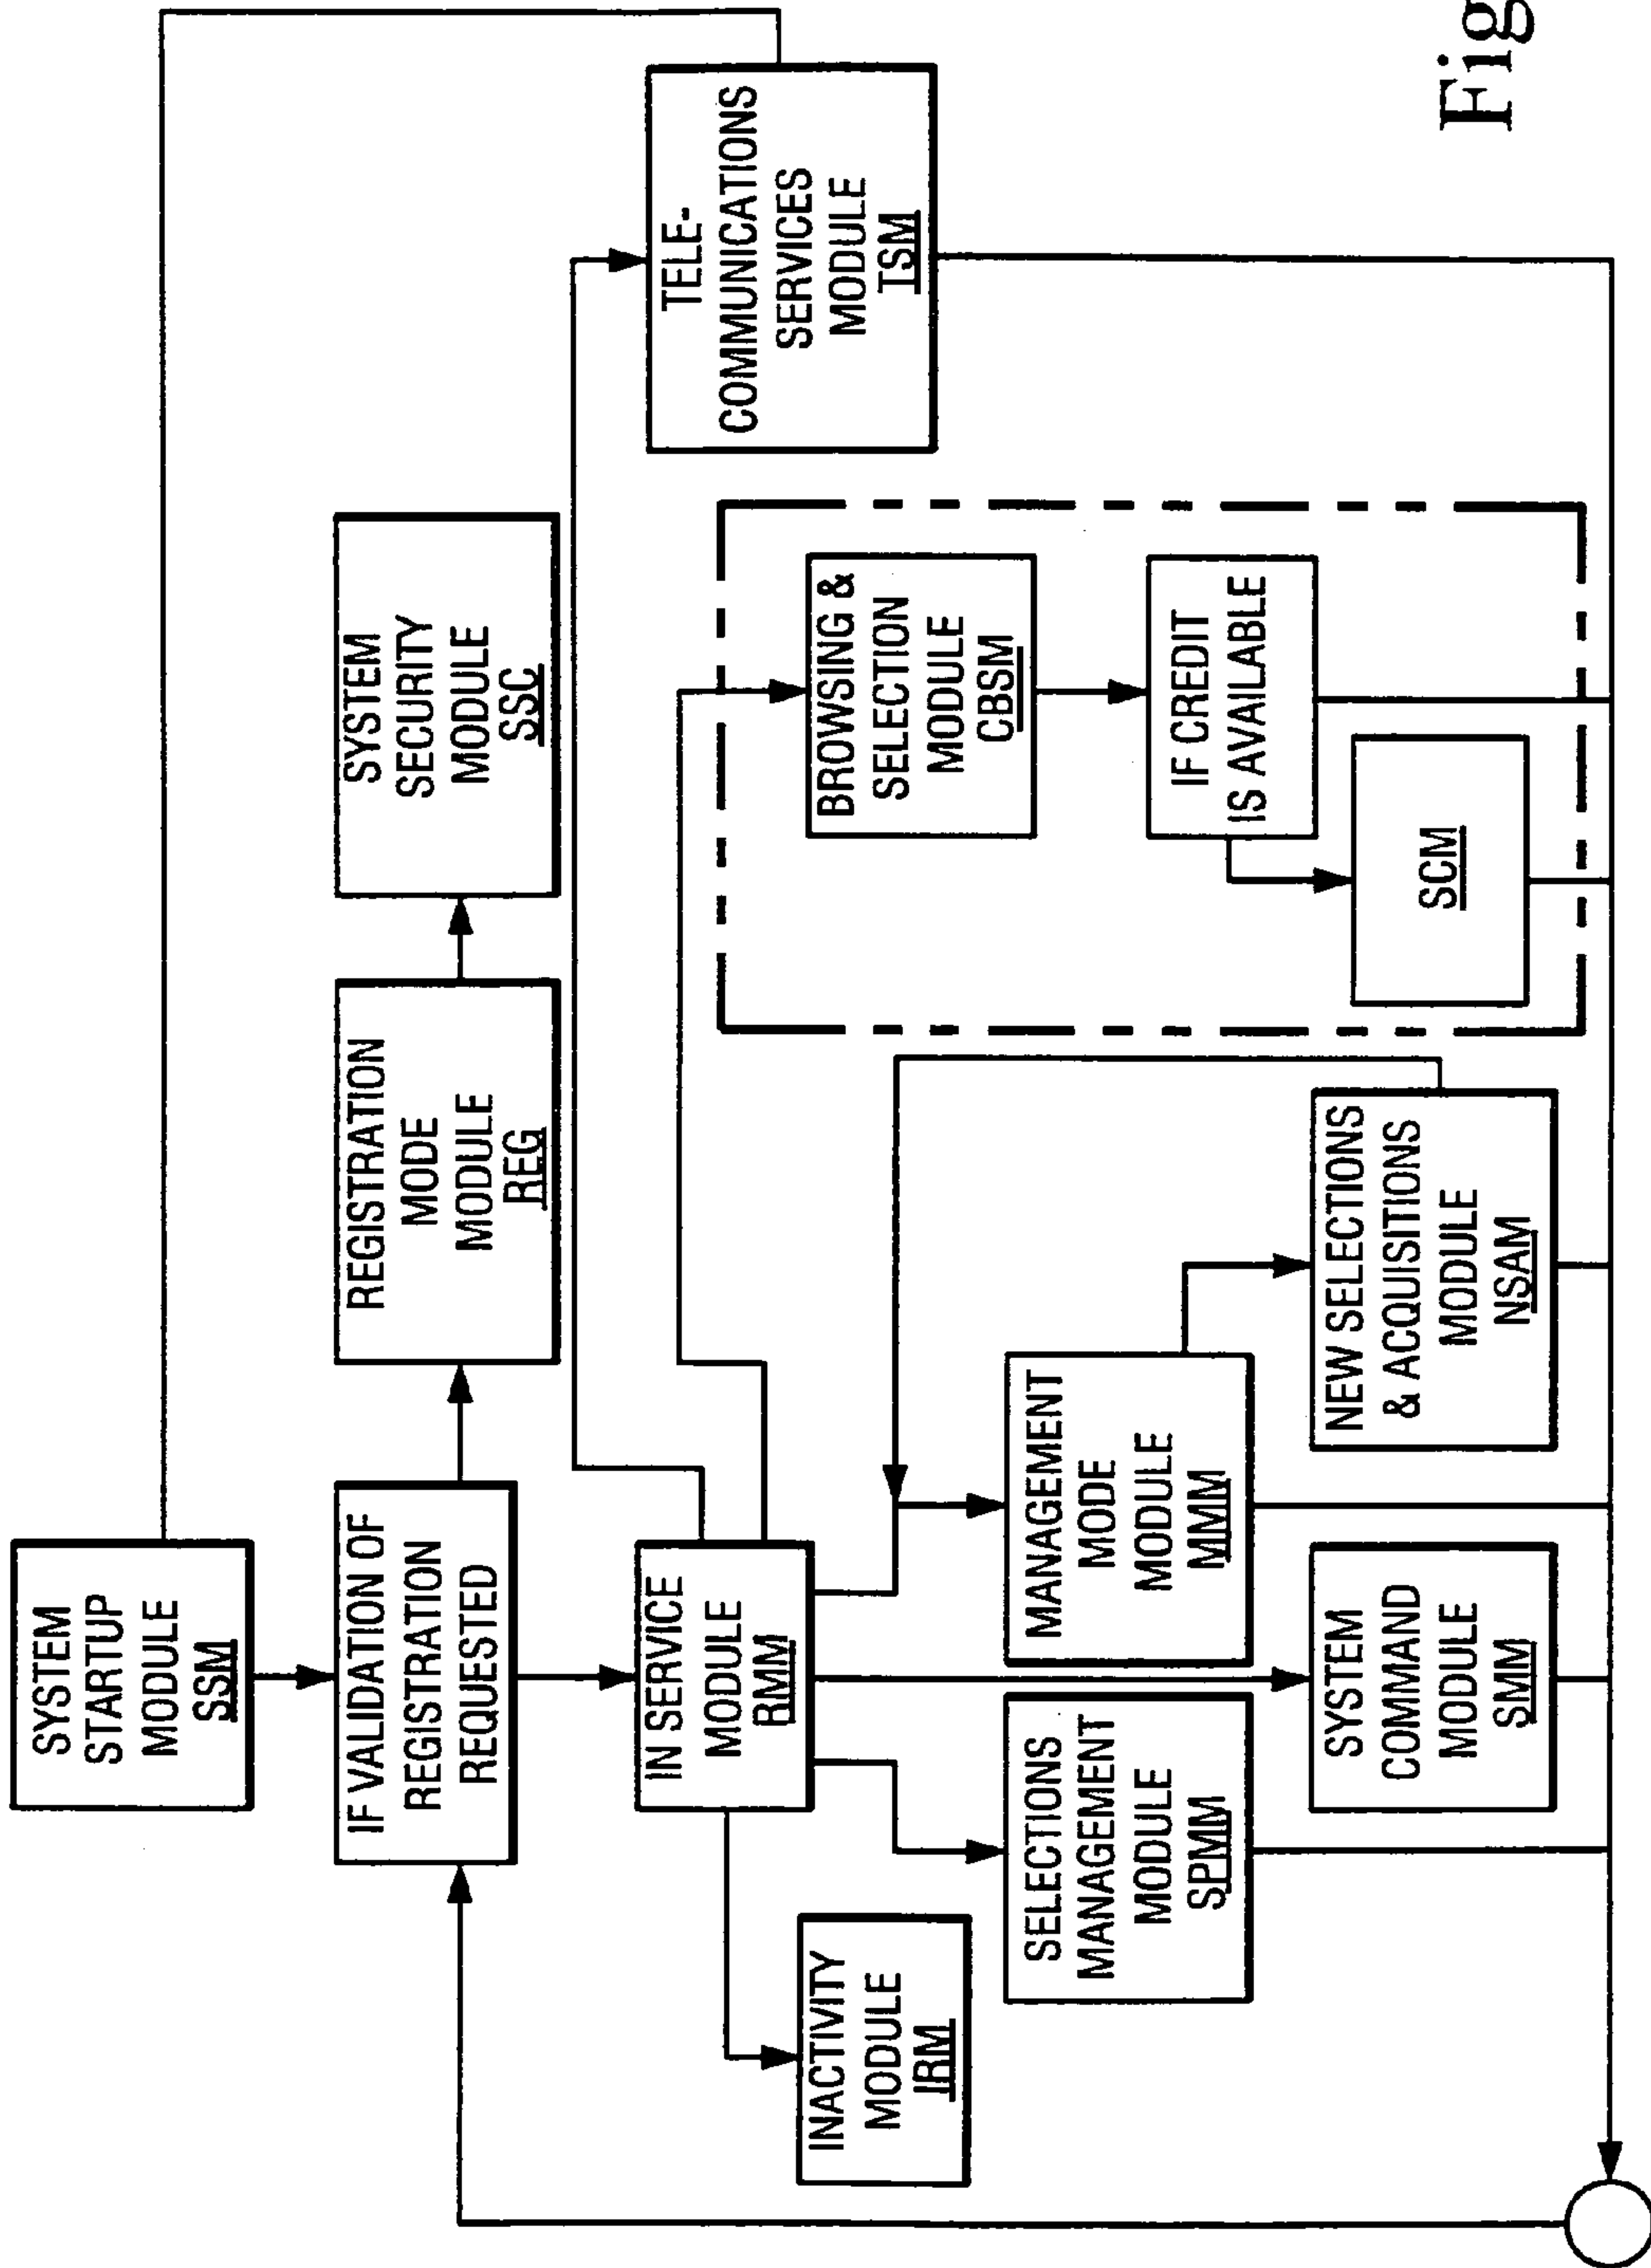 SYSTEM
STARTUP
MODULE
SSM
IF VALIDATION OF
REGISTRATION
REQUESTED
REGISTRATION
MODE
MODULE
REG
SYSTEM
SECURITY
MODULE
SSC
IN SERVICE
MODULE
RMM
TELE-
COMMUNICATIONS
SERVICES
MODULE
TSM
INACTIVITY
MODULE
IRM
SELECTIONS
MANAGEMENT
MODULE
SPMM
MANAGEMENT
MODE
MODULE
MMM
BROWSING &
SELECTION
MODULE
CBSM
IF CREDIT
IS AVAILABLE
SCM
SYSTEM
COMMAND
MODULE
SMM
NEW SELECTIONS
& ACQUISITIONS
MODULE
NSAM
Fig